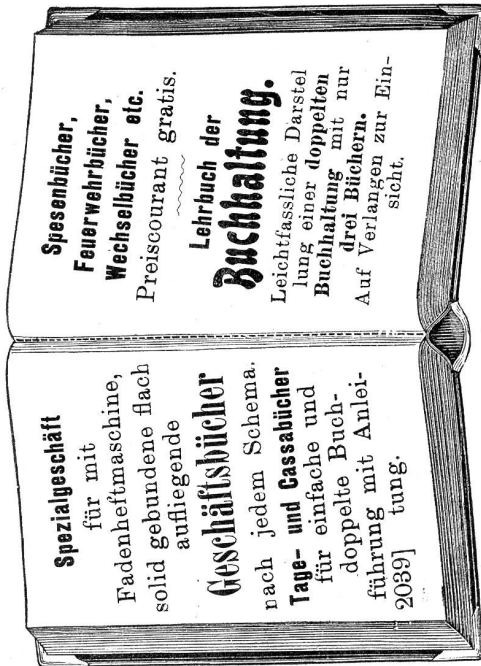 Spezialgeschäft
für mit
Fadenheftmaschine,
solid gebundene flach
aufliegende
Geschäftsbücher
nach jedem Schema.
Tage- und Cassabücher
für einfache und
doppelte Buch-
führung mit Anlei-
tung.
2039]
Spesenbücher,
Feuerwehrbücher,
Wechselbücher etc.
Preiscourant gratis.
Lehrbuch der
Buchhaltung.
Leichtfassliche Darstel
lung einer doppelten
Buchhaltung mit nur
drei Büchern.
Auf Verlangen zur Ein-
sicht.